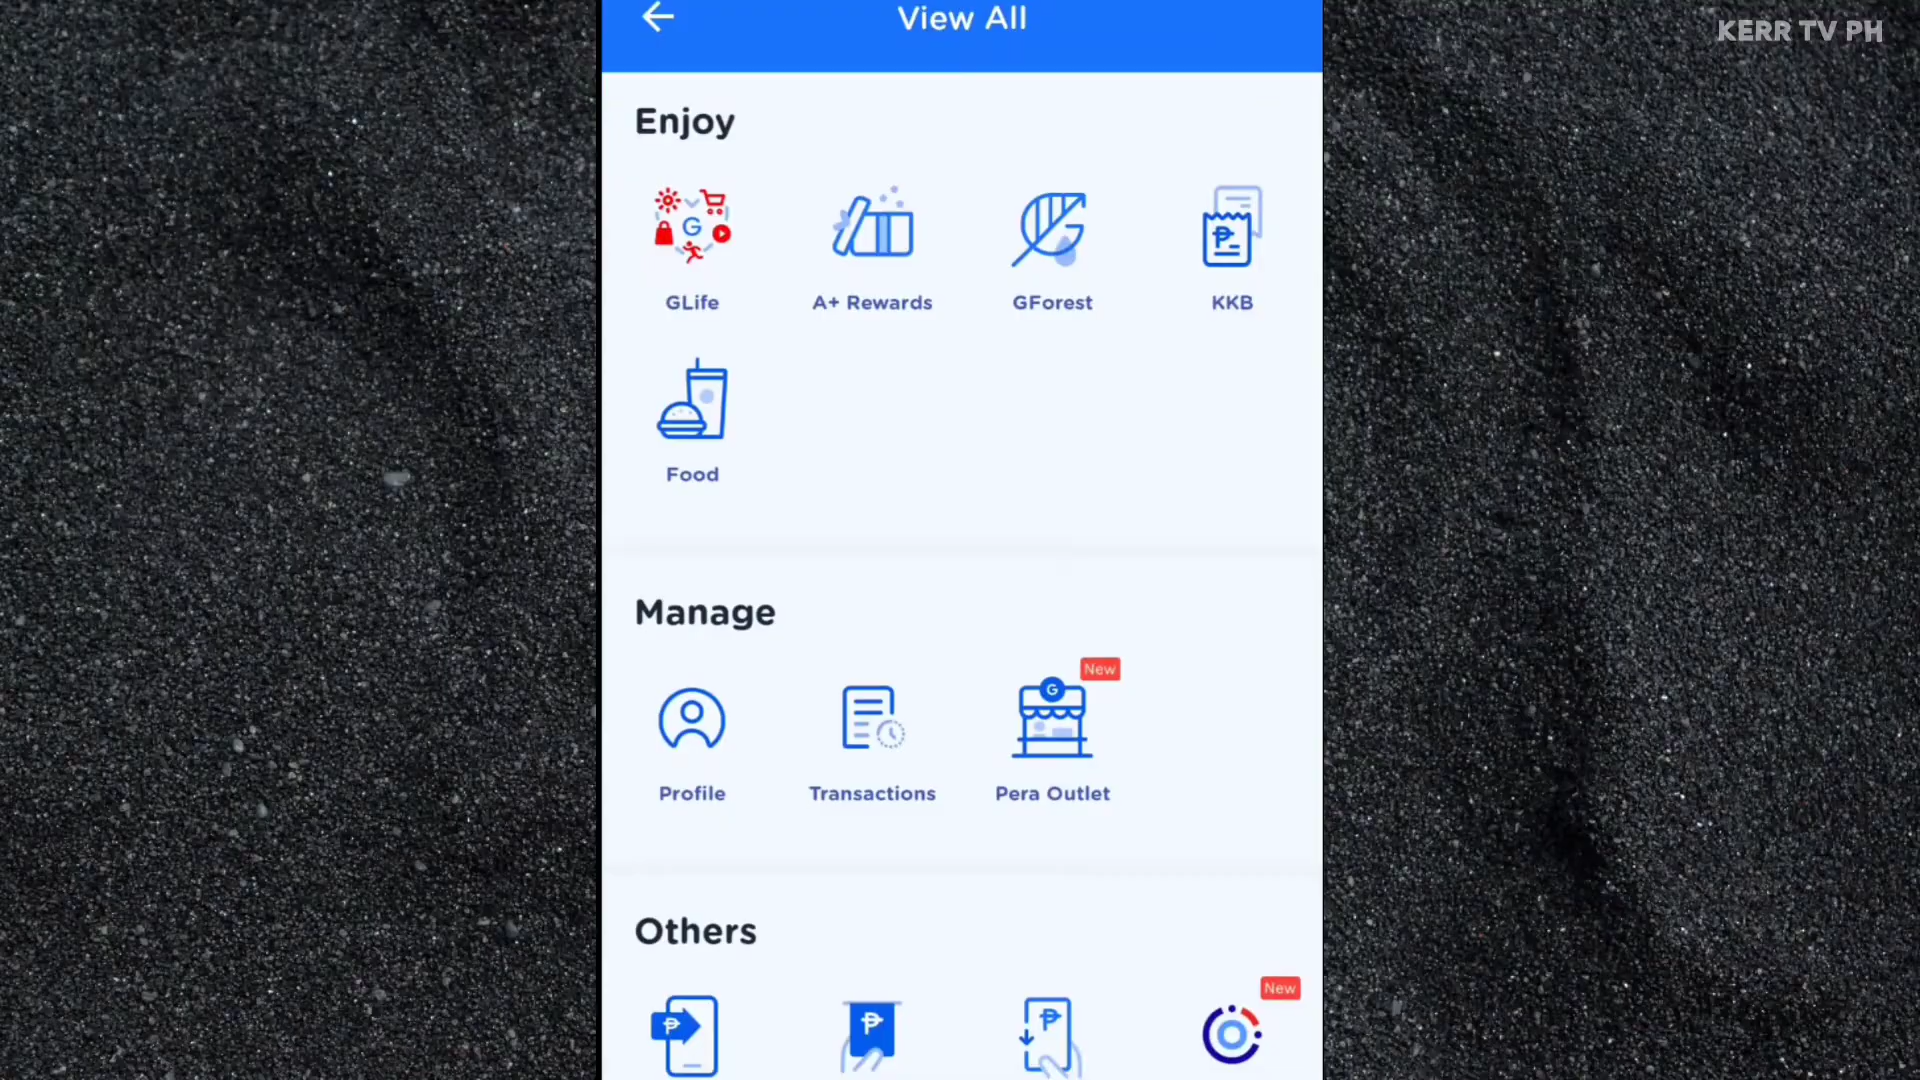 View All
KERR TV PH
Enjoy
G
GLife
A+ Rewards
GForest
₱
KKB
Food
Manage
New
G
Profile
Transactions
Pera Outlet
Others
New
₱
₱
₱